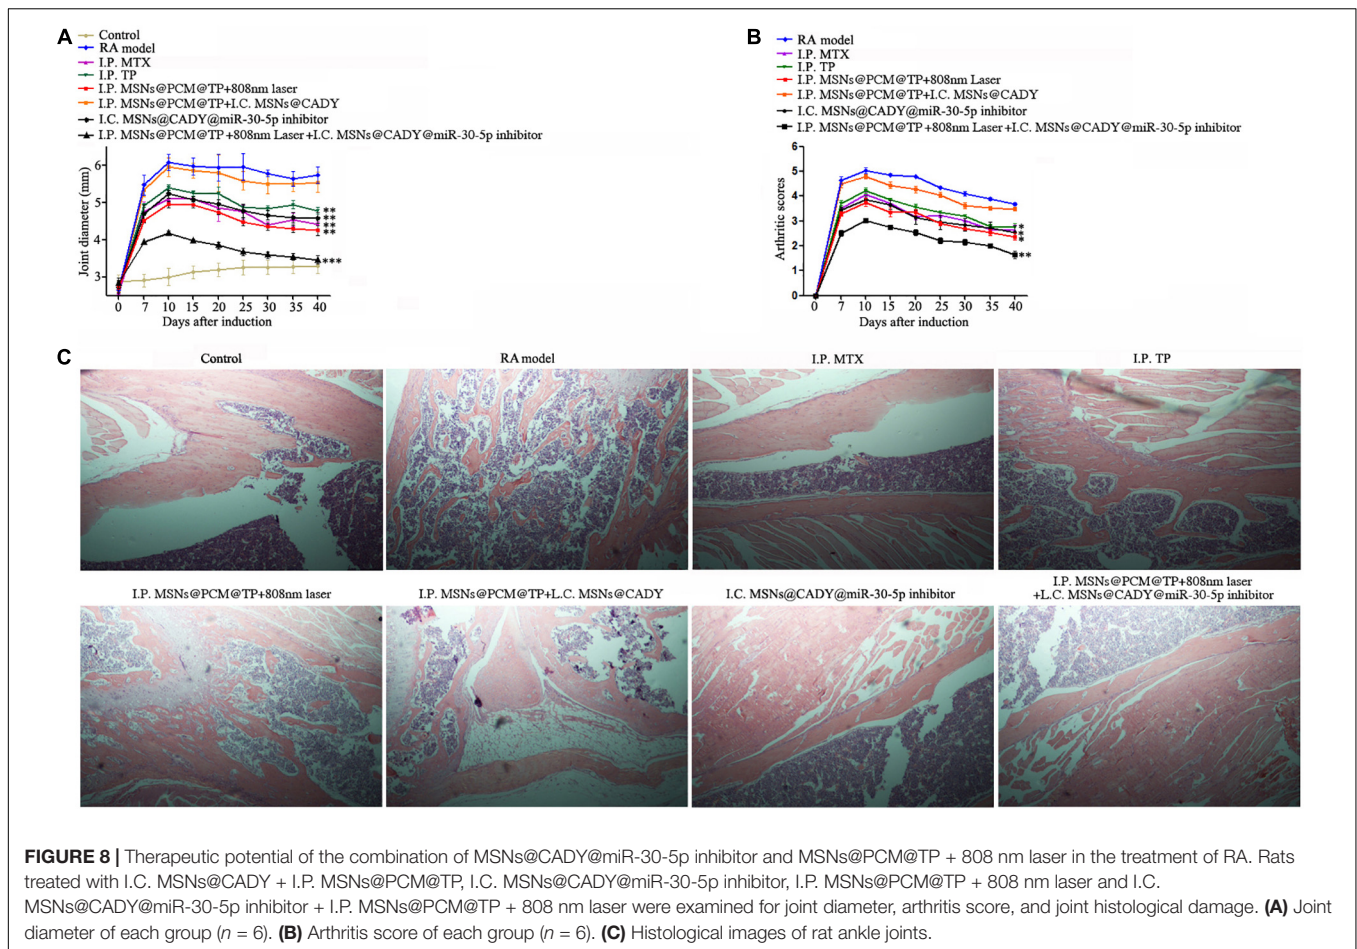 A
Control
RA model
I.P. MTX
I.P. TP
I.P. MSNs@PCM@TP+808nm laser
I.P. MSNs@PCM@TP+I.C. MSNs@CADY
I.C. MSNs@CADY@miR-30-5p inhibitor
I.P. MSNs@PCM@TP+808nm Laser+I.C. MSNs@CADY@miR-30-5p inhibitor
Joint diameter (mm)
6
5
4
3
**
**
**
**
***
0 7 10 15 20 25 30 35 40
Days after induction
B
RA model
I.P. MTX
I.P. TP
I.P. MSNs@PCM@TP+808nm Laser
I.P. MSNs@PCM@TP+I.C. MSNs@CADY
I.C. MSNs@CADY@miR-30-5p inhibitor
I.P. MSNs@PCM@TP+808nm Laser+I.C. MSNs@CADY@miR-30-5p inhibitor
Arthritic scores
6
5
4
3
2
1
0
*
*
*
**
0 7 10 15 20 25 30 35 40
Days after induction
C
Control
RA model
I.P. MTX
I.P. TP
I.P. MSNs@PCM@TP+808nm laser
I.P. MSNs@PCM@TP+L.C. MSNs@CADY
I.C. MSNs@CADY@miR-30-5p inhibitor
I.P. MSNs@PCM@TP+808nm laser
+L.C. MSNs@CADY@miR-30-5p inhibitor
FIGURE 8 | Therapeutic potential of the combination of MSNs@CADY@miR-30-5p inhibitor and MSNs@PCM@TP + 808 nm laser in the treatment of RA. Rats
treated with I.C. MSNs@CADY + I.P. MSNs@PCM@TP, I.C. MSNs@CADY@miR-30-5p inhibitor, I.P. MSNs@PCM@TP + 808 nm laser and I.C.
MSNs@CADY@miR-30-5p inhibitor + I.P. MSNs@PCM@TP + 808 nm laser were examined for joint diameter, arthritis score, and joint histological damage. (A) Joint
diameter of each group (n = 6). (B) Arthritis score of each group (n = 6). (C) Histological images of rat ankle joints.